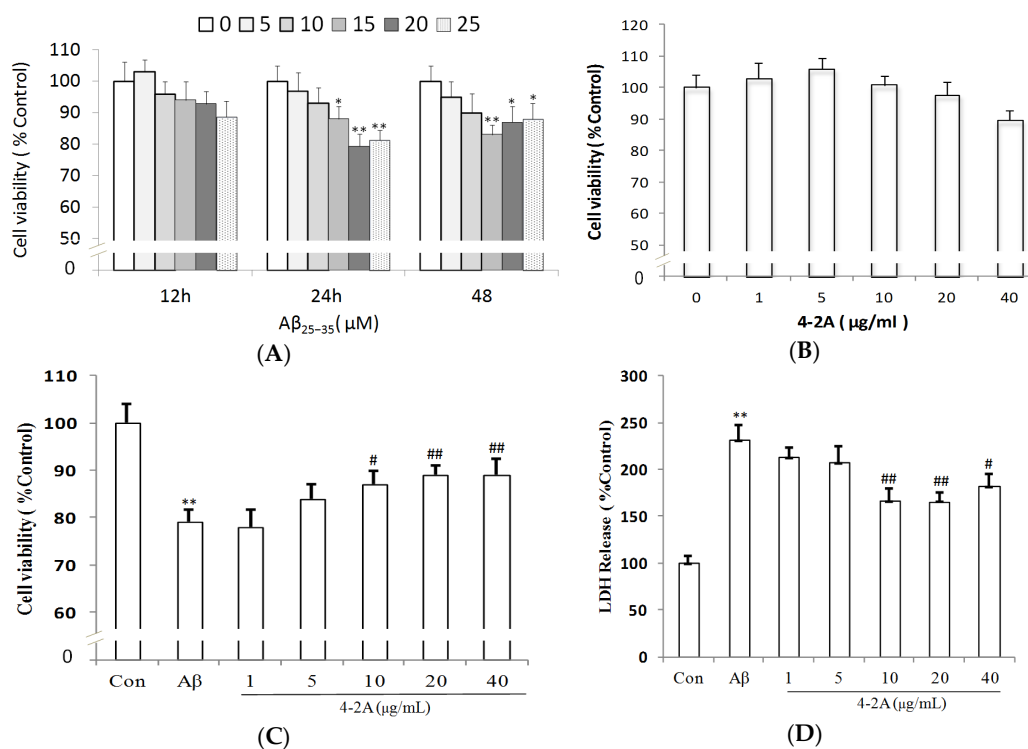 0 5 10 15 20 25
Cell viability ( % Control)
110
100
90
80
70
60
50
0
* ** ** ** * *
12h 24h 48
Aβ25–35( μM)
(A)
Cell viability ( % Control)
120
110
100
90
80
70
60
50
0
0 1 5 10 20 40
4-2A ( μg/ml )
(B)
Cell viability ( %Control)
110
100
90
80
70
60
0
** # ## ##
Con Aβ 1 5 10 20 40
4-2A (μg/mL)
(C)
LDH Release ( %Control)
300
250
200
150
100
50
0
** ## ## #
Con Aβ 1 5 10 20 40
4-2A (μg/mL)
(D)